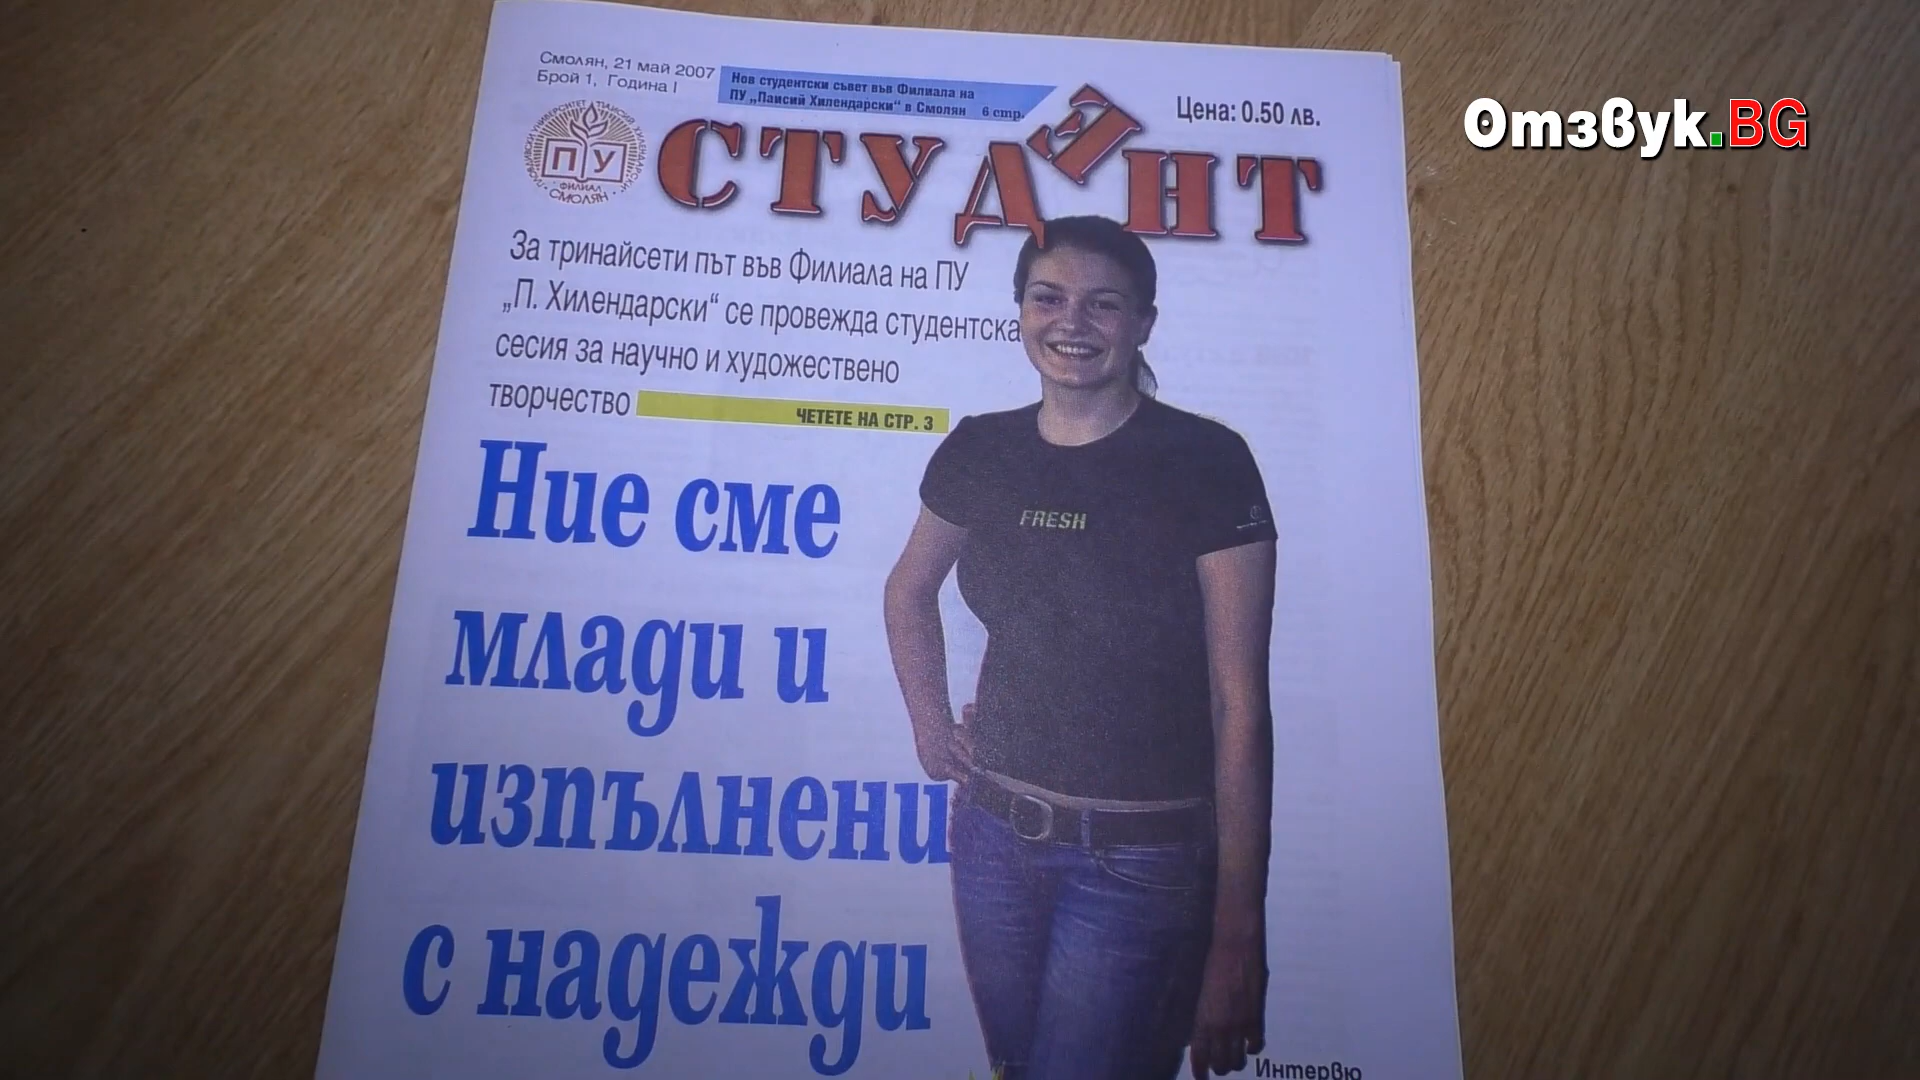 Смолян, 21 май 2007
Брой 1, Година I
Нов студентски съвет във Филиала на
ПУ „Паисий Хилендарски“ в Смолян 6 стр.
Цена: 0.50 лв.
Отзвук.BG
ПУ
ФИЛИАЛ
СМОЛЯН
СТУДЕНТ
За тринайсети път във Филиала на ПУ
„П. Хилендарски“ се провежда студентска
сесия за научно и художествено
творчество
ЧЕТЕТЕ НА СТР. 3
Ние сме
млади и
изпълнени
с надежди
FRESH
Интервю